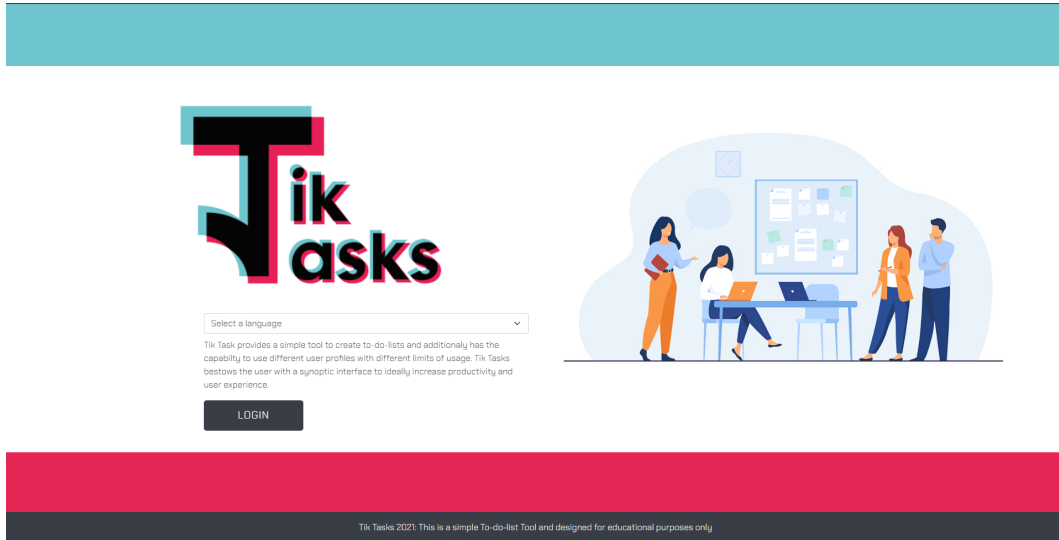 Tik
Tasks
Select a language
Tik Task provides a simple tool to create to-do-lists and additionaly has the
capabilty to use different user profiles with different limits of usage. Tik Tasks
bestows the user with a synoptic interface to ideally increase productivity and
user experience.
LOGIN
Tik Tasks 2021: This is a simple To-do-list Tool and designed for educational purposes only